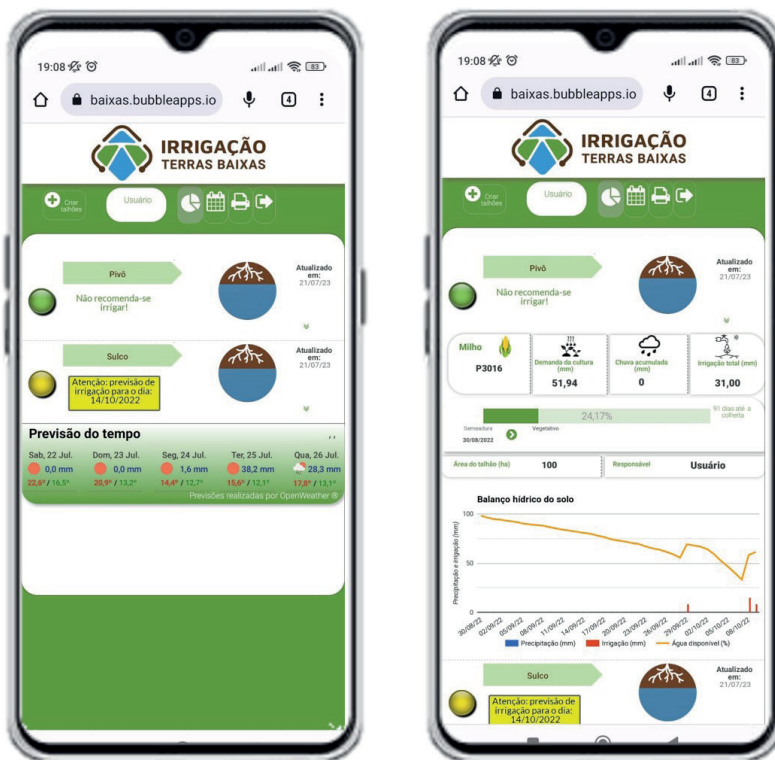 19:08
83
baixas.bubbleapps.io
4
IRRIGAÇÃO
TERRAS BAIXAS
Criar
talhões
Usuário
Pivô
Não recomenda-se
irrigar!
Atualizado
em:
21/07/23
Sulco
Atenção: previsão de
irrigação para o dia:
14/10/2022
Atualizado
em:
21/07/23
Previsão do tempo
, ,
Sab, 22 Jul. Dom, 23 Jul. Seg, 24 Jul. Ter, 25 Jul. Qua, 26 Jul.
0,0 mm 0,0 mm 1,6 mm 38,2 mm 28,3 mm
22,6° / 16,5° 20,9° / 13,2° 14,4° / 12,7° 15,6° / 12,1° 17,8° / 13,1°
Previsões realizadas por OpenWeather ®
19:08
83
baixas.bubbleapps.io
4
IRRIGAÇÃO
TERRAS BAIXAS
Criar
talhões
Usuário
Pivô
Não recomenda-se
irrigar!
Atualizado
em:
21/07/23
Milho
P3016
Demanda da cultura
(mm)
51,94
Chuva acumulada
(mm)
0
Irrigação total (mm)
31,00
24,17%
91 dias até a
colheita
Semeadura
30/08/2022
Vegetativo
Área do talhão (ha) 100 Responsável Usuário
Balanço hídrico do solo
Precipitação e irrigação (mm)
100
50
0
30/08/22 02/09/22 05/09/22 08/09/22 11/09/22 14/09/22 17/09/22 20/09/22 23/09/22 26/09/22 29/09/22 02/10/22 05/10/22 08/10/22
Precipitação (mm) Irrigação (mm) Água disponível (%)
Sulco
Atenção: previsão de
irrigação para o dia:
14/10/2022
Atualizado
em:
21/07/23